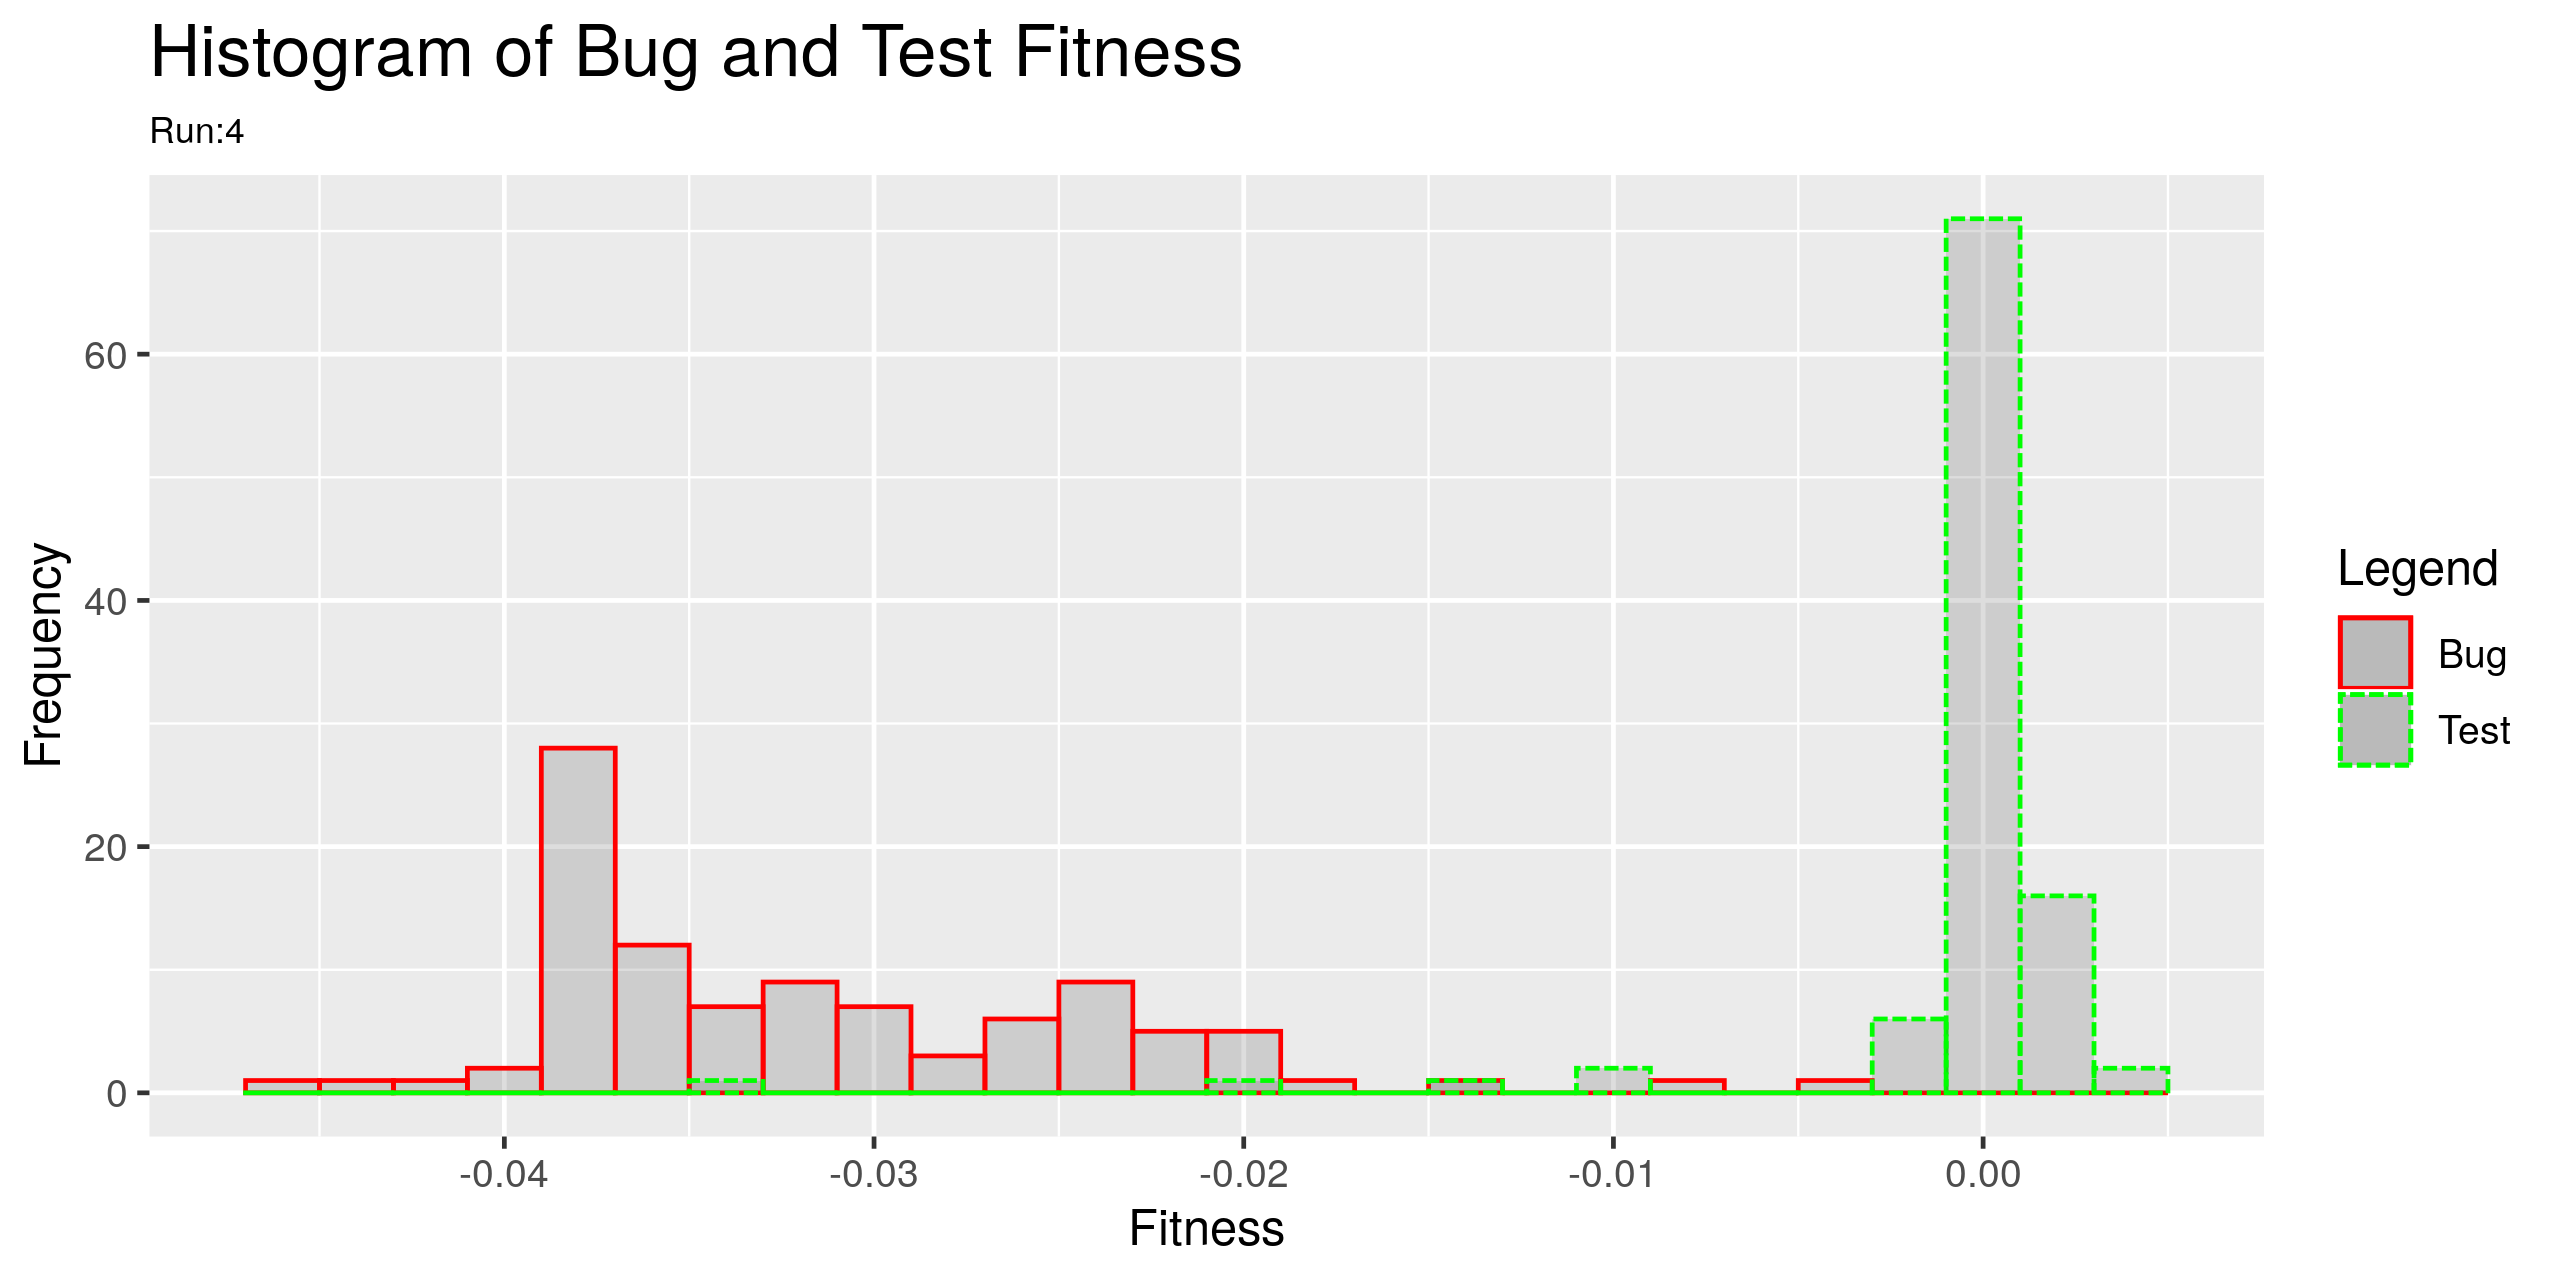 Histogram of Bug and Test Fitness
Run:4
Frequency
60
40
20
0
-0.04 -0.03 -0.02 -0.01 0.00
Fitness
Legend
Bug
Test